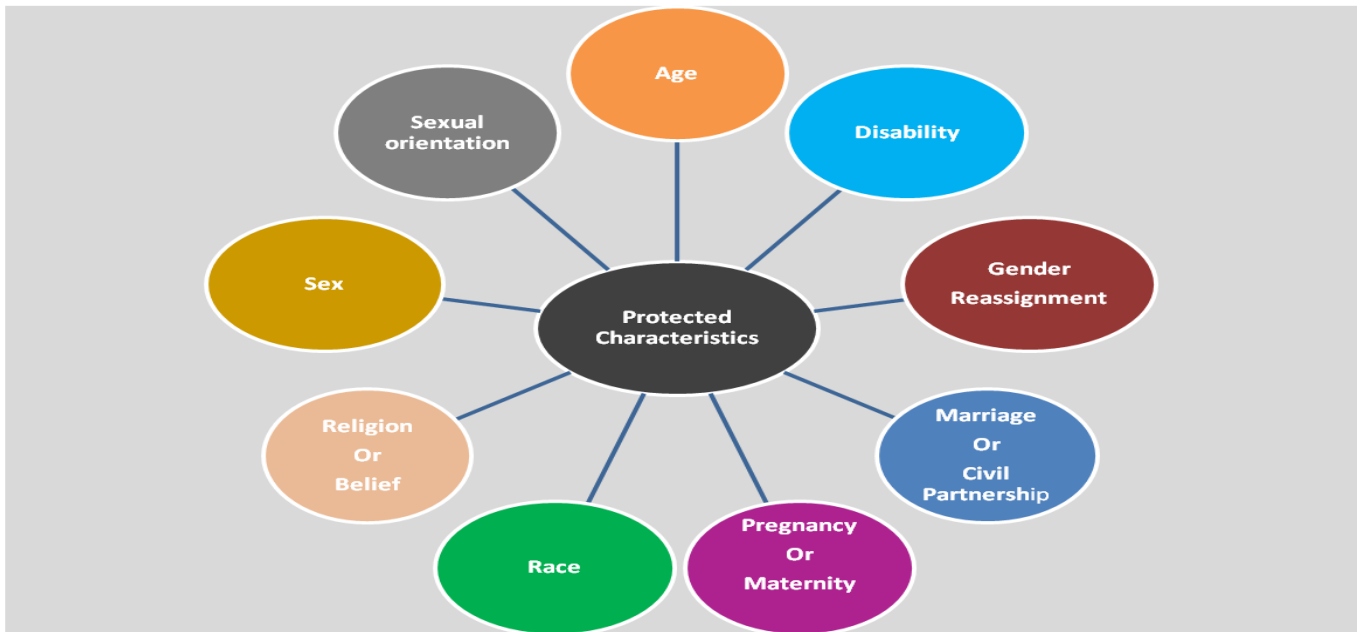 Age
Disability
Gender
Reassignment
Marriage
Or
Civil
Partnership
Pregnancy
Or
Maternity
Race
Religion
Or
Belief
Sex
Sexual
orientation
Protected
Characteristics